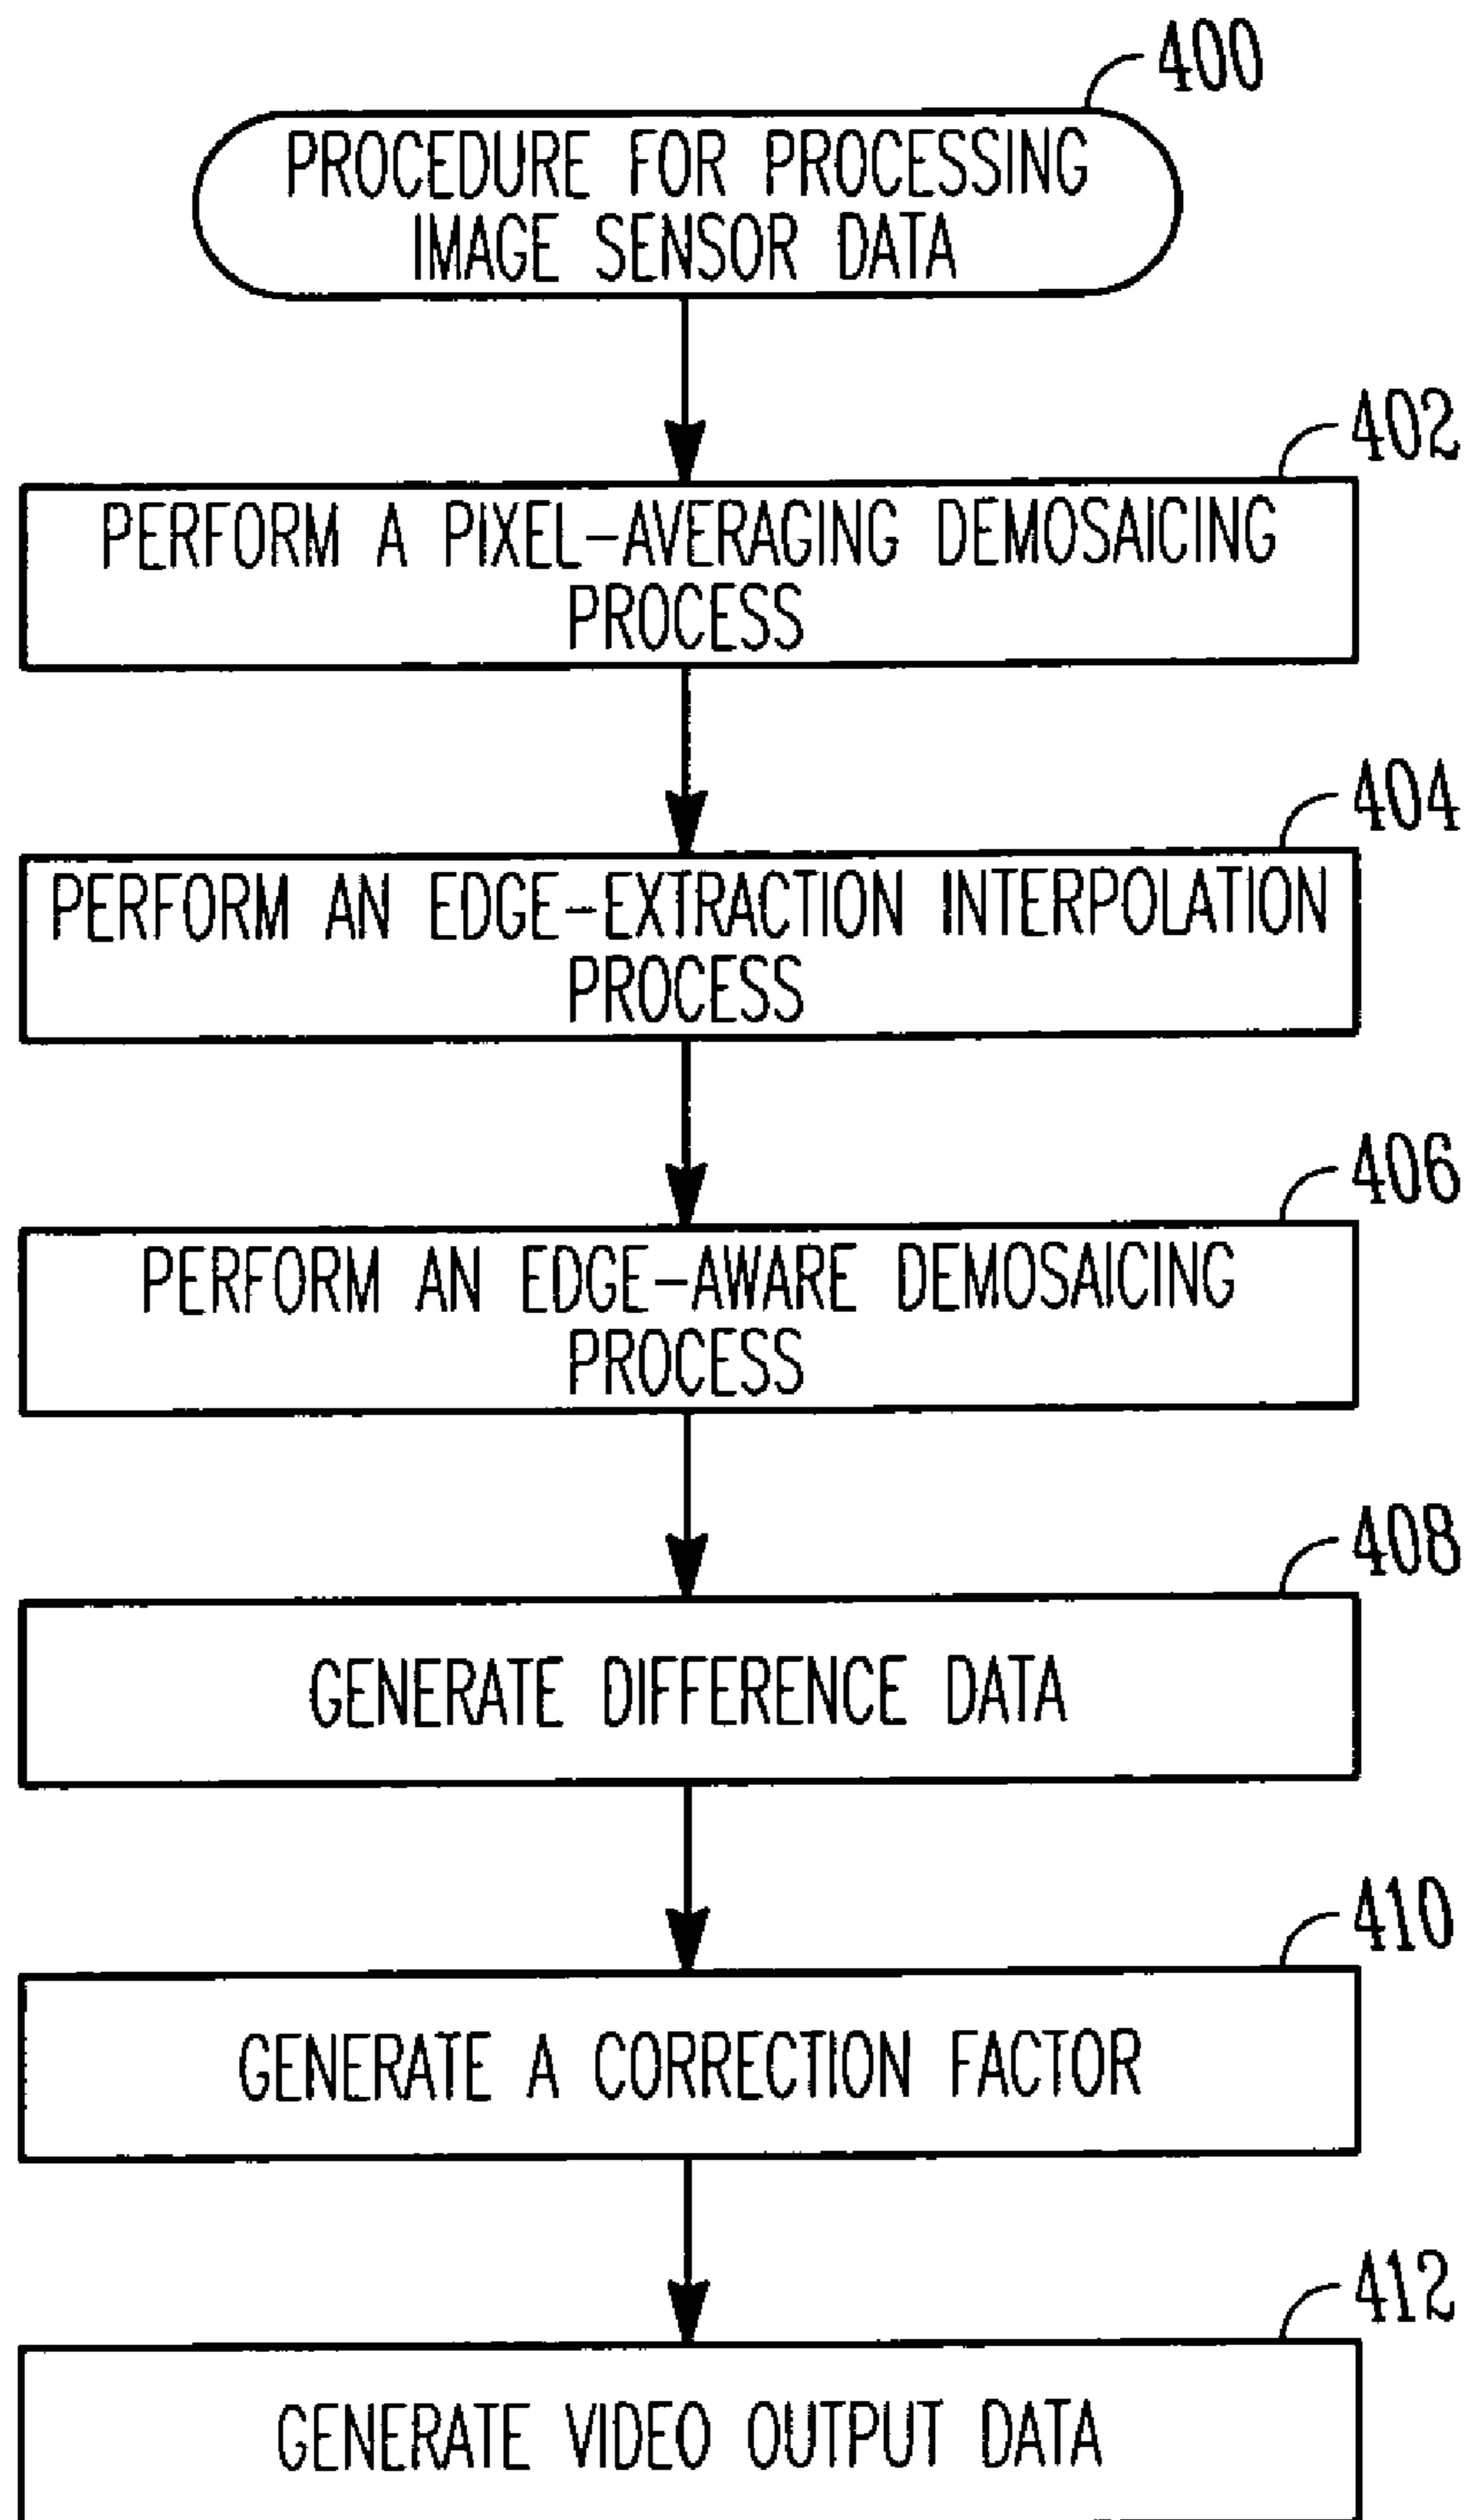 400
PROCEDURE FOR PROCESSING
IMAGE SENSOR DATA
402
PERFORM A PIXEL-AVERAGING DEMOSAICING
PROCESS
404
PERFORM AN EDGE-EXTRACTION INTERPOLATION
PROCESS
406
PERFORM AN EDGE-AWARE DEMOSAICING
PROCESS
408
GENERATE DIFFERENCE DATA
410
GENERATE A CORRECTION FACTOR
412
GENERATE VIDEO OUTPUT DATA